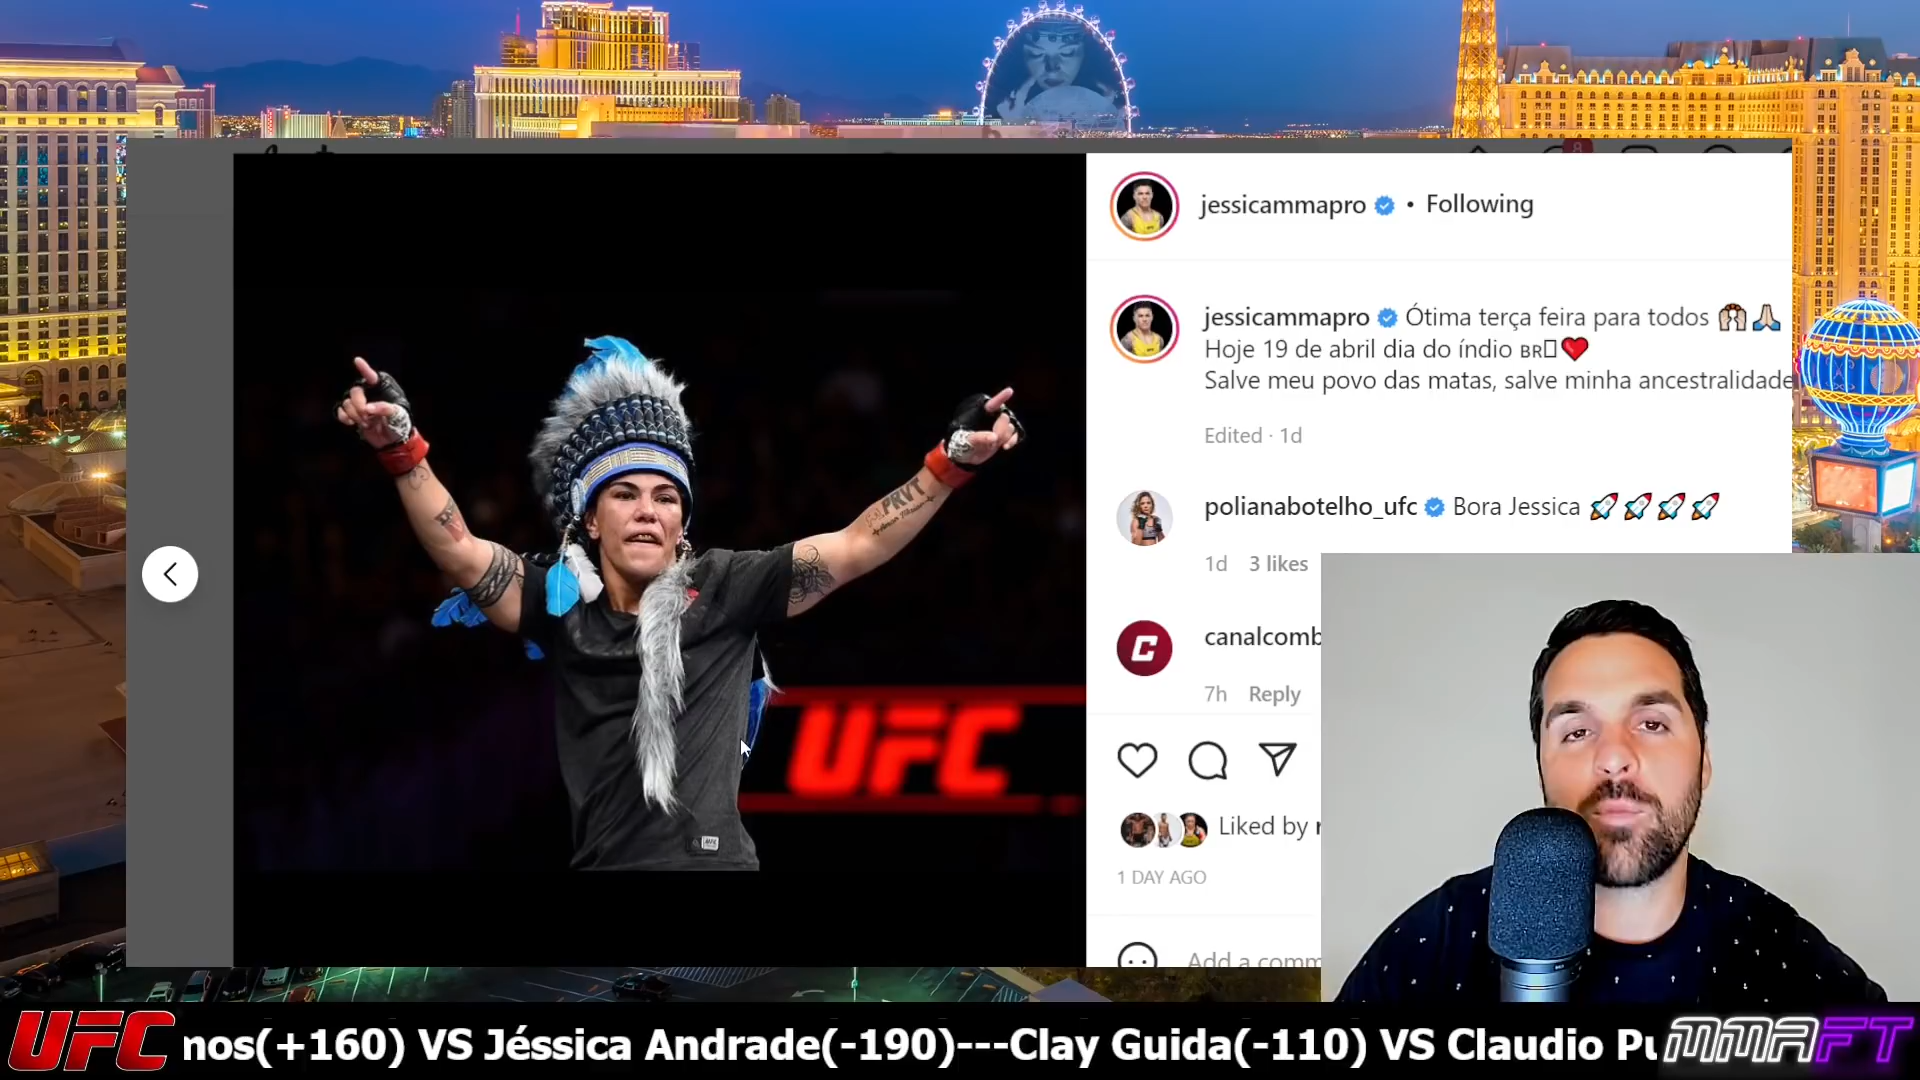 8
jessicammapro • Following
jessicammapro Ótima terça feira para todos
Hoje 19 de abril dia do índio BR
Salve meu povo das matas, salve minha ancestralidade
Edited · 1d
polianabotelho_ufc Bora Jessica
1d 3 likes
canalcomb
7h Reply
Liked by
1 DAY AGO
Add a comm
PRVT
UFC
UFC nos(+160) VS Jéssica Andrade(-190)---Clay Guida(-110) VS Claudio Pu MMAFT